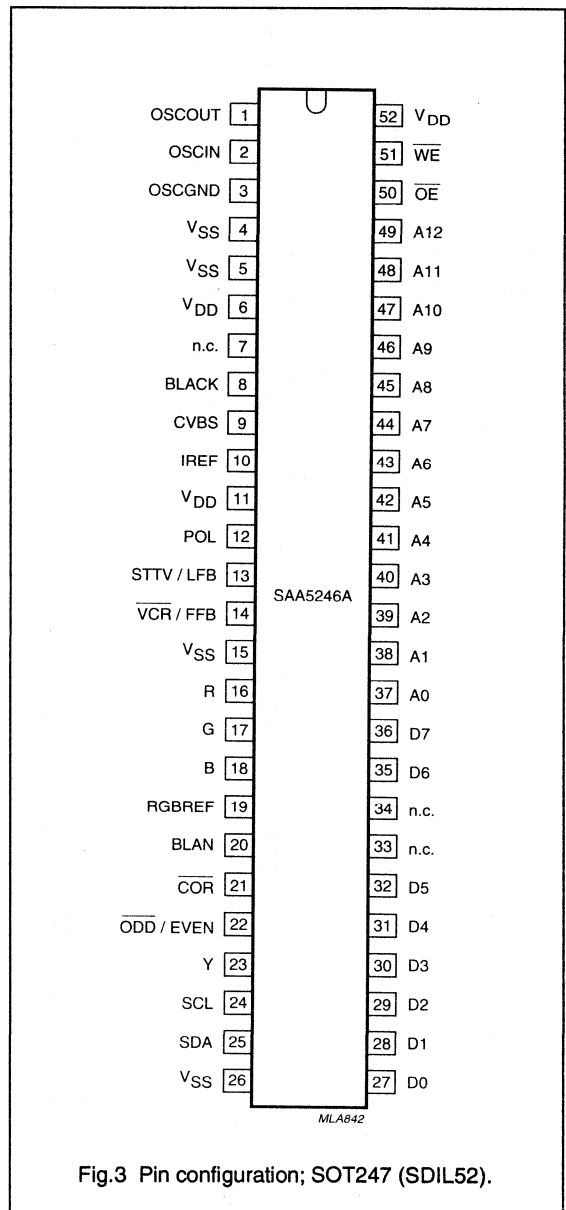 OSCOUT 1 52 VDD
OSCIN 2 51 WE
OSCGND 3 50 OE
VSS 4 49 A12
VSS 5 48 A11
VDD 6 47 A10
n.c. 7 46 A9
BLACK 8 45 A8
CVBS 9 44 A7
IREF 10 43 A6
VDD 11 42 A5
POL 12 41 A4
STTV / LFB 13 40 A3
SAA5246A
VCR / FFB 14 39 A2
VSS 15 38 A1
R 16 37 A0
G 17 36 D7
B 18 35 D6
RGBREF 19 34 n.c.
BLAN 20 33 n.c.
COR 21 32 D5
ODD / EVEN 22 31 D4
Y 23 30 D3
SCL 24 29 D2
SDA 25 28 D1
VSS 26 27 D0
MLA842
Fig.3 Pin configuration; SOT247 (SDIL52).